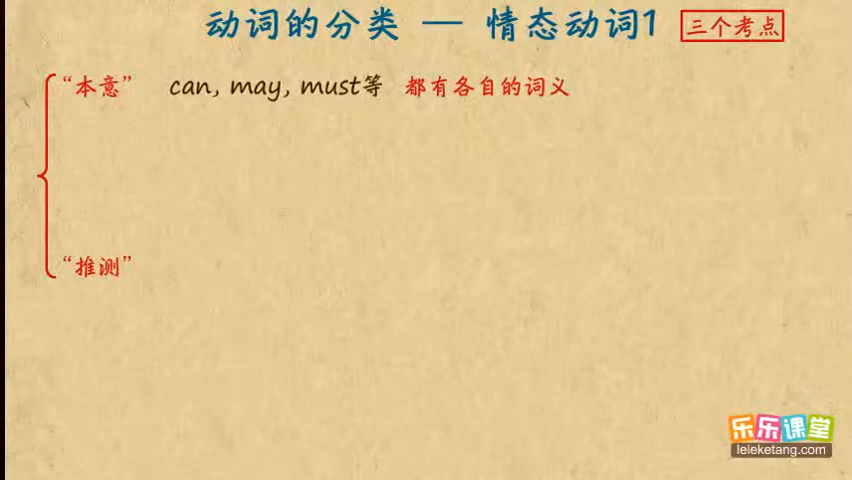 动词的分类 — 情态动词1 三个考点
“本意” can, may, must等 都有各自的词义
“推测”
乐乐课堂
leleketang.com